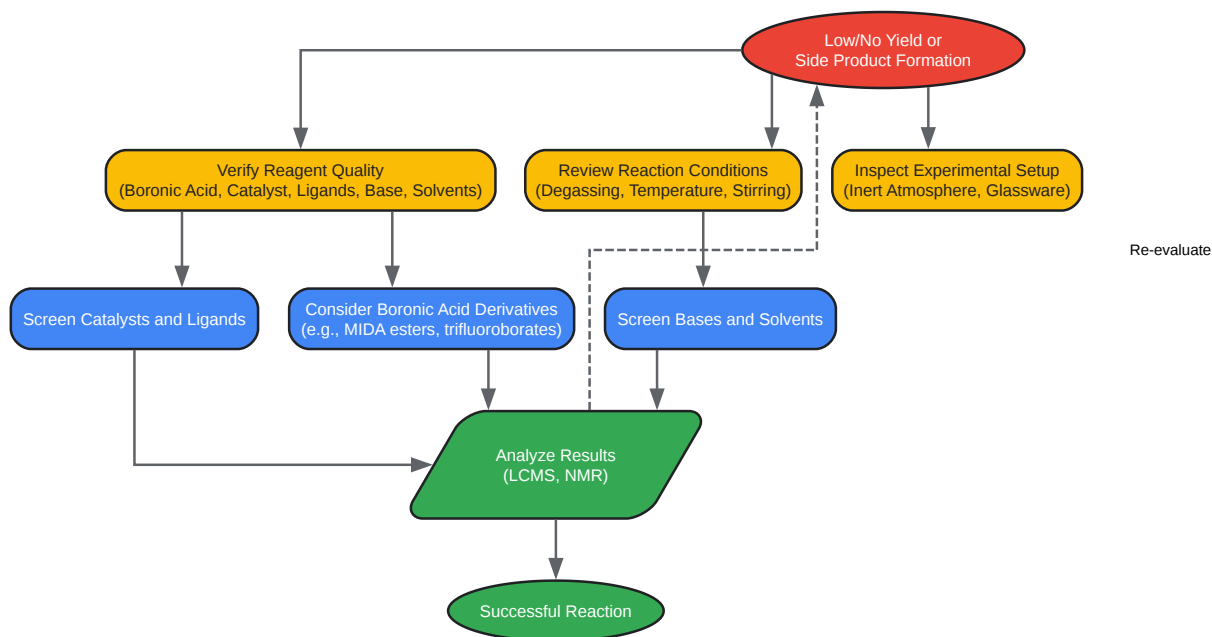 Low/No Yield or
Side Product Formation
Verify Reagent Quality
(Boronic Acid, Catalyst, Ligands, Base, Solvents)
Review Reaction Conditions
(Degassing, Temperature, Stirring)
Inspect Experimental Setup
(Inert Atmosphere, Glassware)
Re-evaluate
Screen Catalysts and Ligands
Consider Boronic Acid Derivatives
(e.g., MIDA esters, trifluoroborates)
Screen Bases and Solvents
Analyze Results
(LCMS, NMR)
Successful Reaction